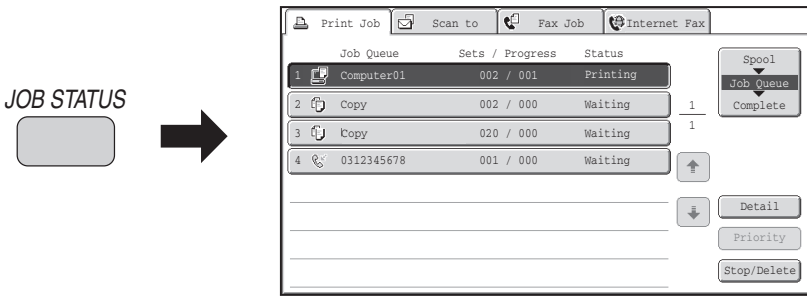 JOB STATUS
Print Job Scan to Fax Job Internet Fax
Job Queue Sets / Progress Status
1 Computer01 002 / 001 Printing
2 Copy 002 / 000 Waiting
3 Copy 020 / 000 Waiting
4 0312345678 001 / 000 Waiting
1
1
Spool
Job Queue
Complete
Detail
Priority
Stop/Delete